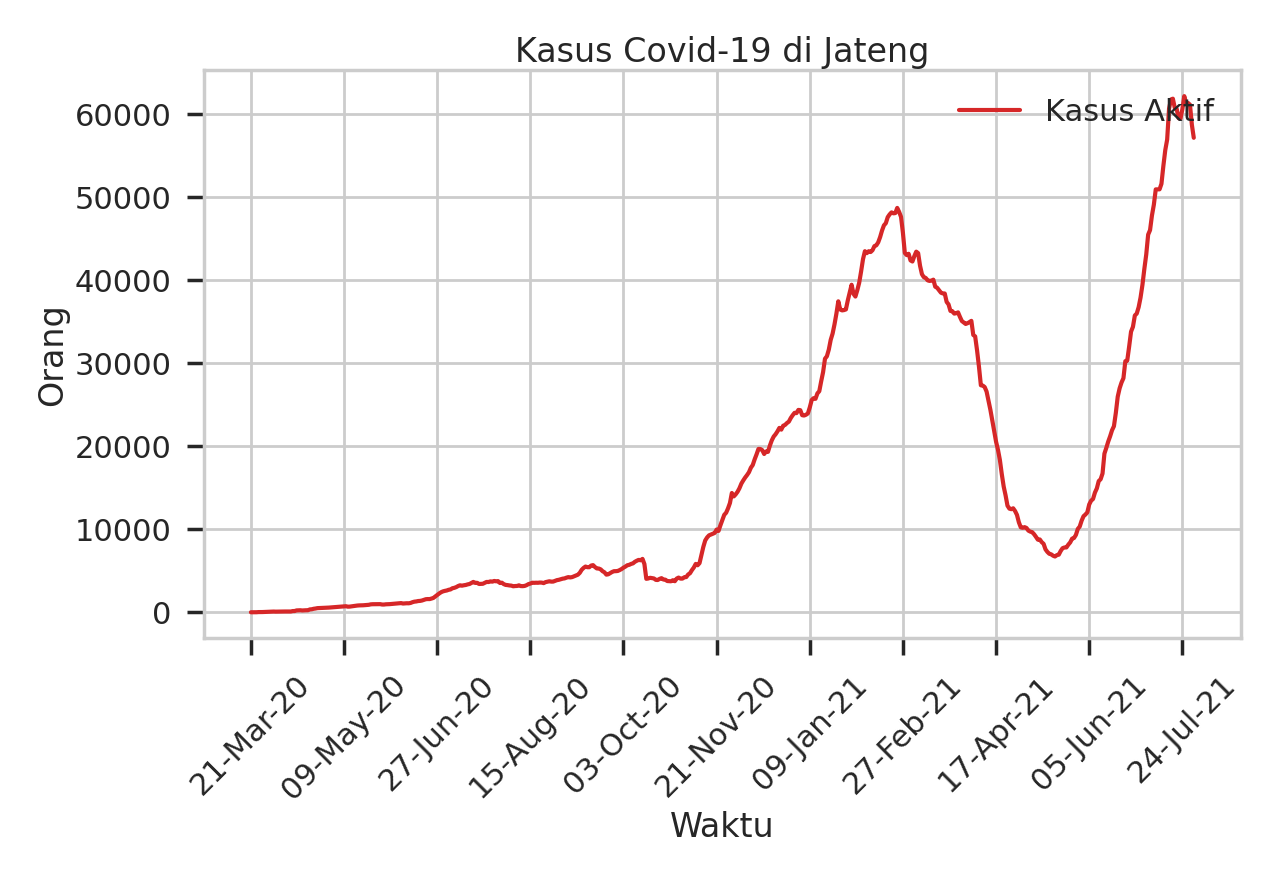 Kasus Covid-19 di Jateng
Kasus Aktif
Orang
60000
50000
40000
30000
20000
10000
0
21-Mar-20
09-May-20
27-Jun-20
15-Aug-20
03-Oct-20
21-Nov-20
09-Jan-21
27-Feb-21
17-Apr-21
05-Jun-21
24-Jul-21
Waktu